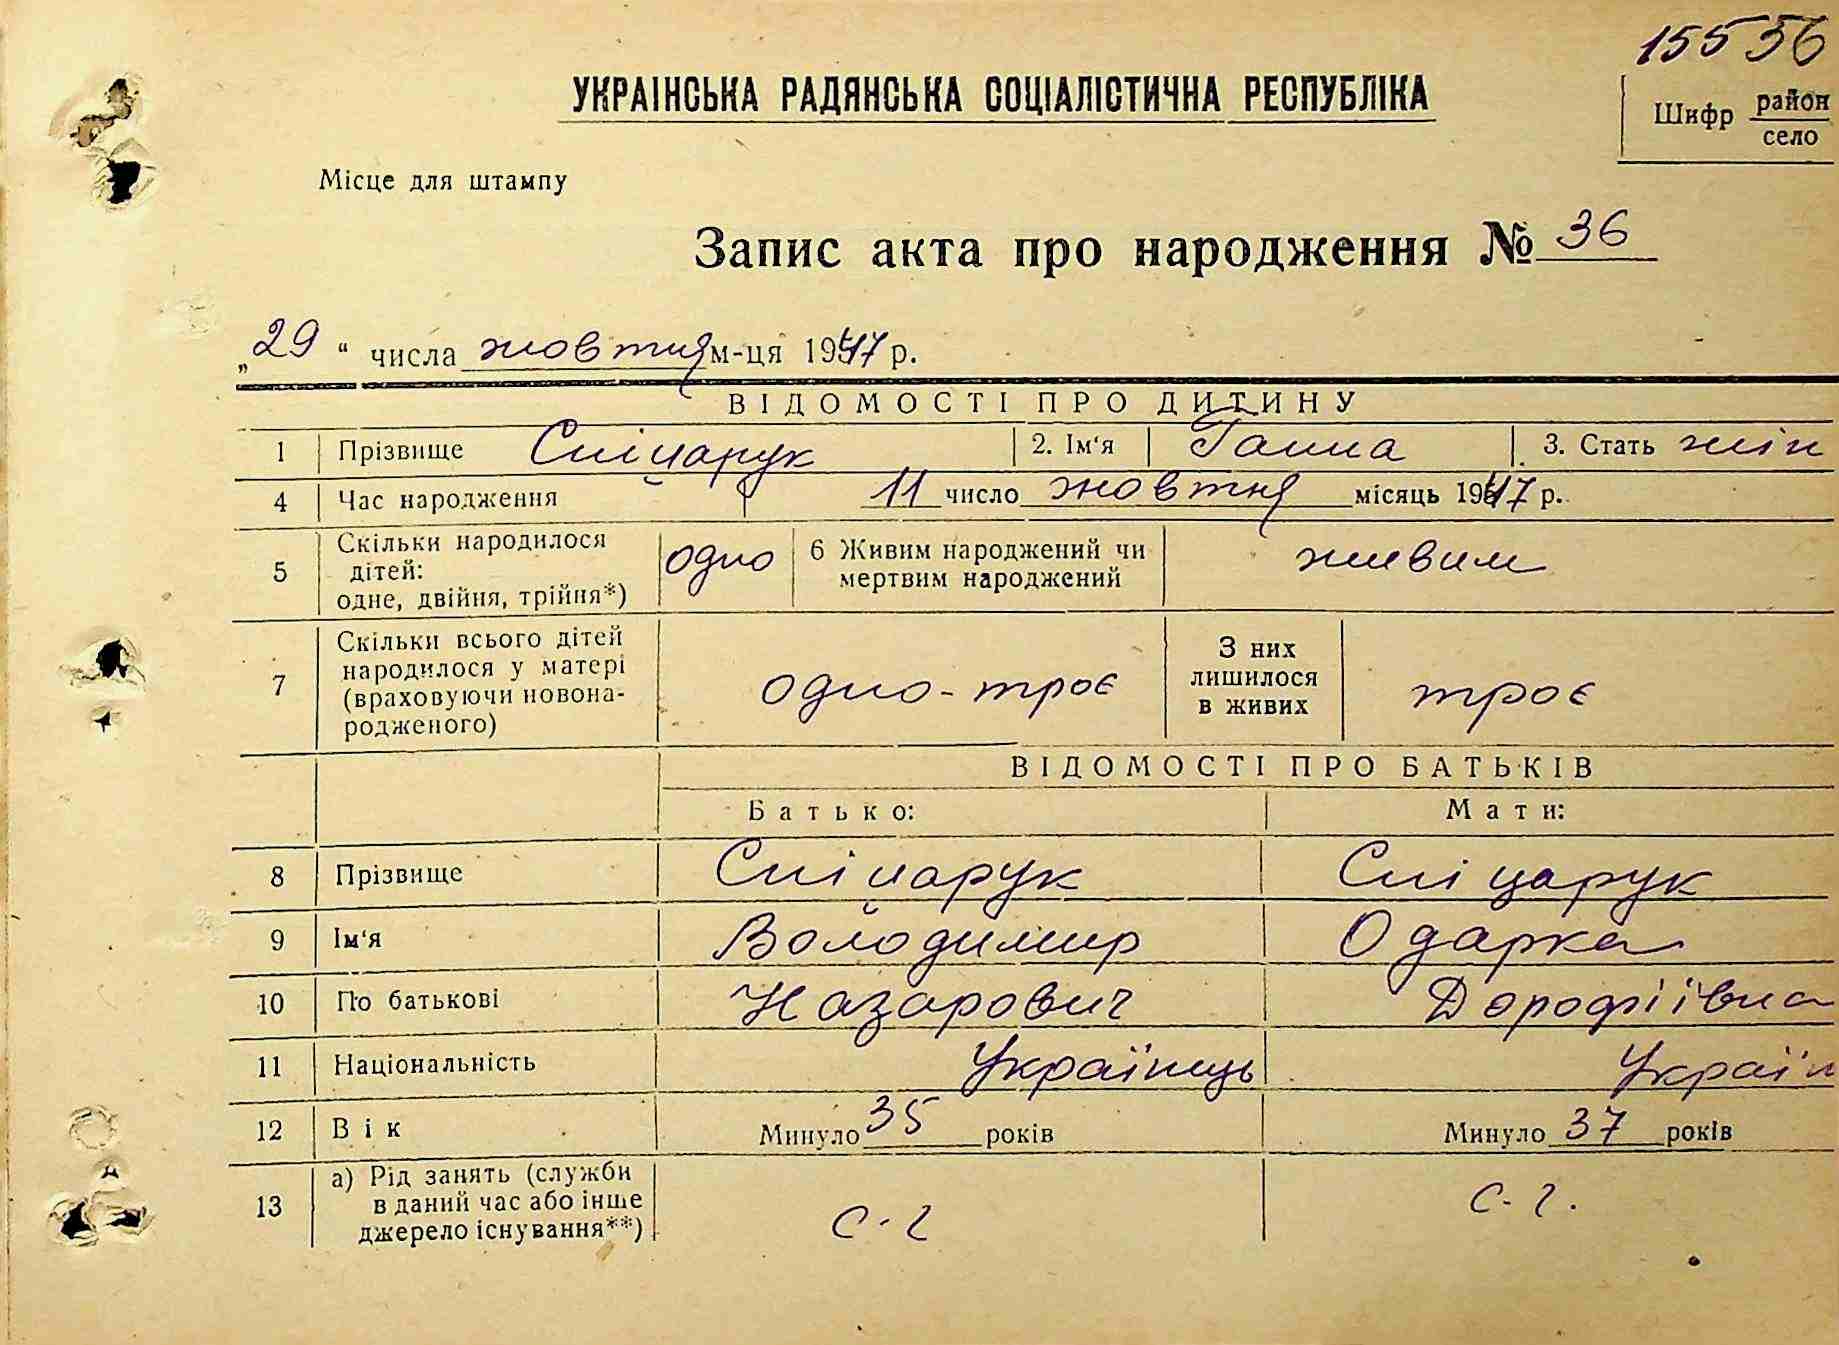 15556
УКРАІНСЬКА РАДЯНСЬКА СОЦІАЛІСТИЧНА РЕСПУБЛІКА
Шифр район
село
Місце для штампу
Запис акта про народження № 36
„29“ числа жовтня м-ця 1947 р.
ВІДОМОСТІ ПРО ДИТИНУ
1 Прізвище Сліцарук 2. Ім'я Ганна 3. Стать жін
4 Час народження 11 число жовтня місяць 1947 р.
5 Скільки народилося дітей: одне, двійня, трійня*) одно 6 Живим народжений чи мертвим народжений живим
7 Скільки всього дітей народилося у матері (враховуючи новонародженого) одно-троє З них лишилося в живих троє
ВІДОМОСТІ ПРО БАТЬКІВ
Батько: Мати:
8 Прізвище Сліцарук Сліцарук
9 Ім'я Володимир Одарка
10 По батькові Назарович Дорофіївна
11 Національність Українець Україн
12 Вік Минуло 35 років Минуло 37 років
13 а) Рід занять (служби в даний час або інше джерело існування**) с-г с-г.